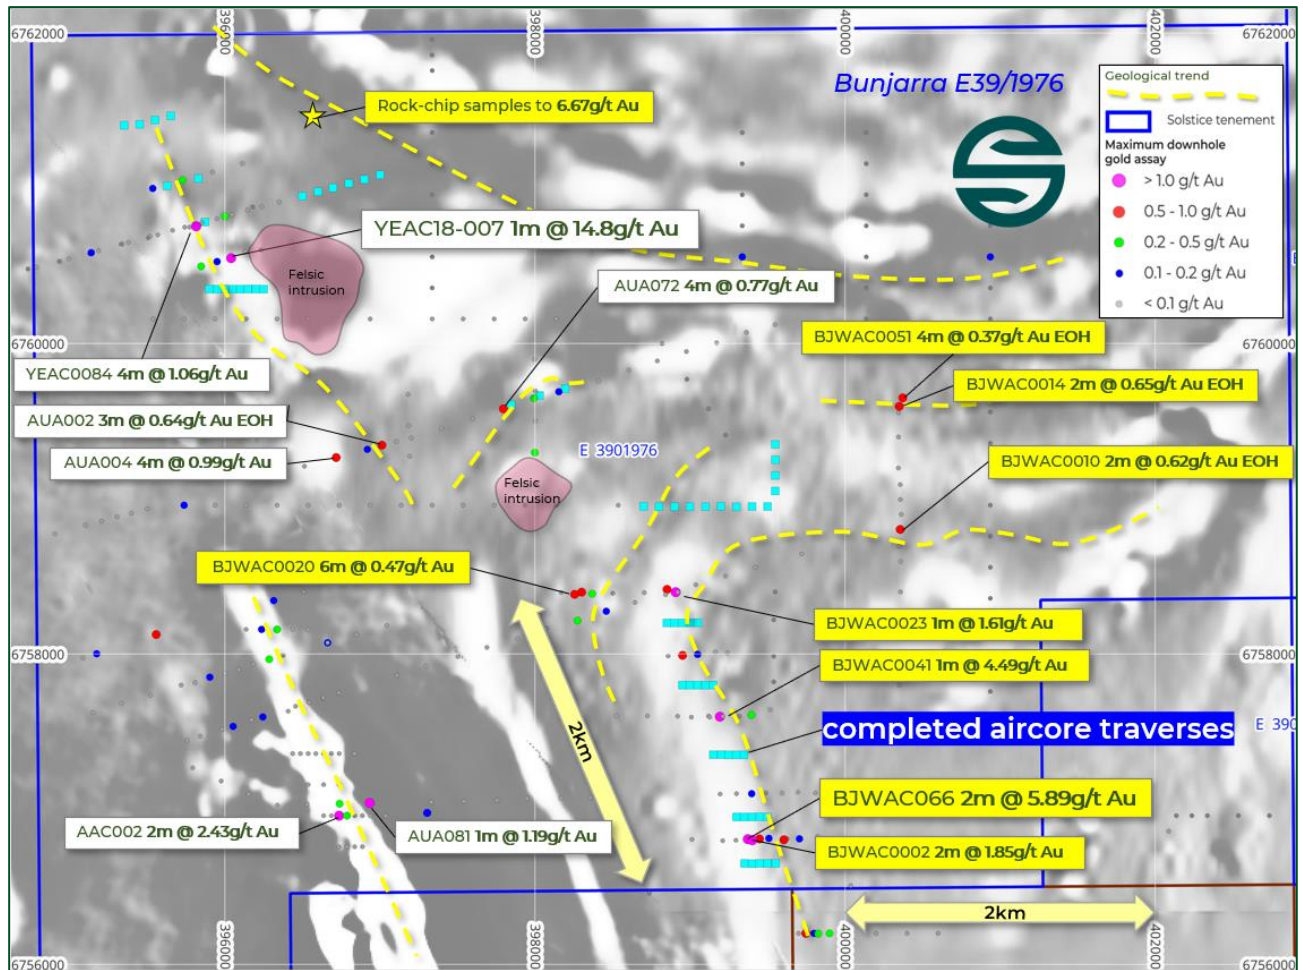 396000
398000
400000
402000
6762000
6762000
Bunjarra E39/1976
Geological trend
Solstice tenement
Maximum downhole
gold assay
> 1.0 g/t Au
0.5 - 1.0 g/t Au
0.2 - 0.5 g/t Au
0.1 - 0.2 g/t Au
< 0.1 g/t Au
Rock-chip samples to 6.67g/t Au
YEAC18-007 1m @ 14.8g/t Au
Felsic
intrusion
AUA072 4m @ 0.77g/t Au
BJWAC0051 4m @ 0.37g/t Au EOH
6760000
6760000
YEAC0084 4m @ 1.06g/t Au
BJWAC0014 2m @ 0.65g/t Au EOH
AUA002 3m @ 0.64g/t Au EOH
E 3901976
AUA004 4m @ 0.99g/t Au
BJWAC0010 2m @ 0.62g/t Au EOH
Felsic
intrusion
BJWAC0020 6m @ 0.47g/t Au
BJWAC0023 1m @ 1.61g/t Au
6758000
6758000
BJWAC0041 1m @ 4.49g/t Au
completed aircore traverses
E 390
2km
BJWAC066 2m @ 5.89g/t Au
AAC002 2m @ 2.43g/t Au
AUA081 1m @ 1.19g/t Au
BJWAC0002 2m @ 1.85g/t Au
2km
396000
398000
400000
402000
6756000
6756000